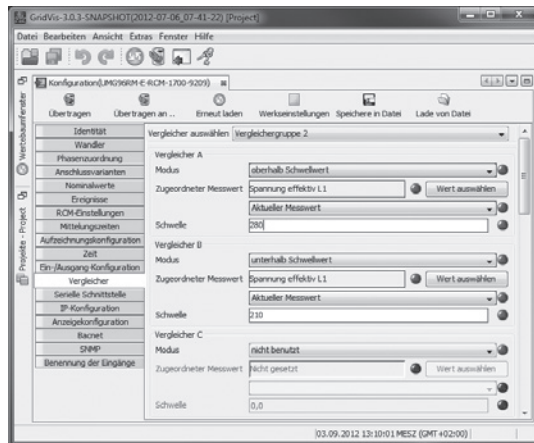 GridVis-3.0.3-SNAPSHOT(2012-07-06_07-41-22) [Project]
Datei Bearbeiten Ansicht Extras Fenster Hilfe
Konfiguration(UMG96RM-E-RCM-1700-9209)
Übertragen Übertragen an .. Erneut laden Werkseinstellungen Speichere in Datei Lade von Datei
Wertebaumfenster
Projekte - Project
Identität
Wandler
Phasenzuordnung
Anschlussvarianten
Nominalwerte
Ereignisse
RCM-Einstellungen
Mittelungszeiten
Aufzeichnungskonfiguration
Zeit
Ein-/Ausgang-Konfiguration
Vergleicher
Serielle Schnittstelle
IP-Konfiguration
Anzeigekonfiguration
Bacnet
SNMP
Benennung der Eingänge
Vergleicher auswählen Vergleichergruppe 2
Vergleicher A
Modus oberhalb Schwellwert
Zugeordneter Messwert Spannung effektiv L1 Wert auswählen
Aktueller Messwert
Schwelle 280
Vergleicher B
Modus unterhalb Schwellwert
Zugeordneter Messwert Spannung effektiv L1 Wert auswählen
Aktueller Messwert
Schwelle 210
Vergleicher C
Modus nicht benutzt
Zugeordneter Messwert Nicht gesetzt Wert auswählen
Schwelle 0,0
03.09.2012 13:10:01 MESZ (GMT+02:00)